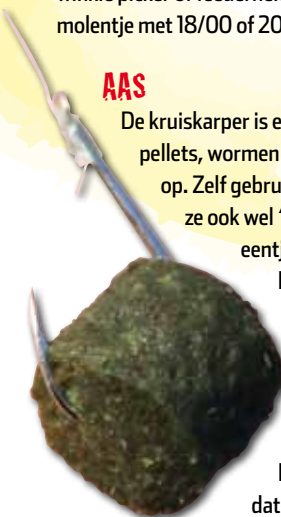 molentje met 18/00 of 20
AAS
De kruiskarper is e
pellets, wormen
op. Zelf gebru
ze ook wel '
eentj
dat